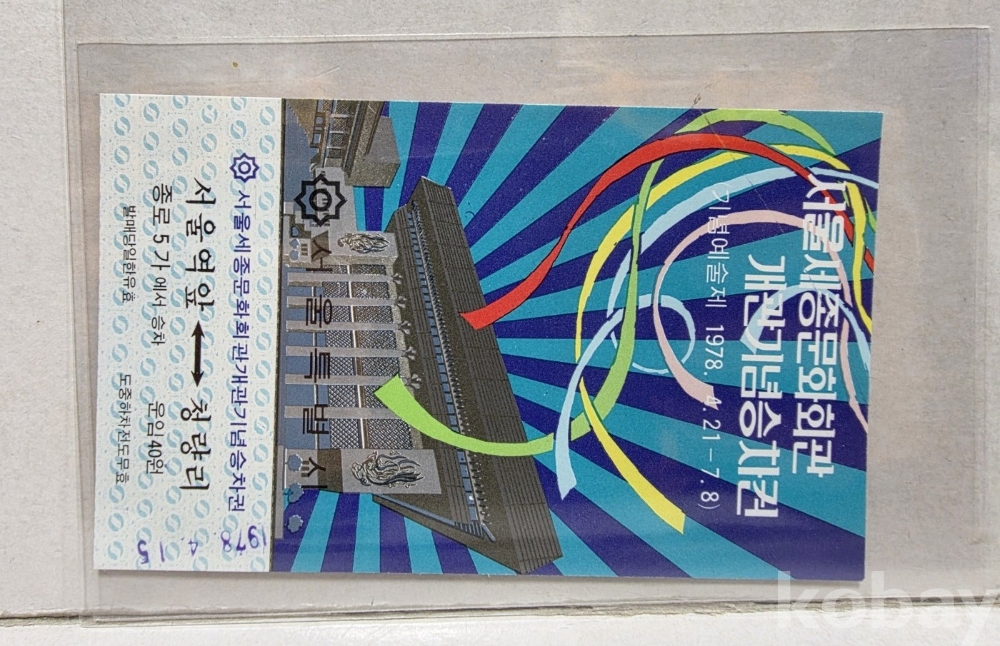 서울세종문화회관
개관기념승차권
(기념예술제 1978. 4.21－7.8)
서울특별시
서울세종문화회관개관기념승차권
서울역앞 ↔ 청량리
종로 5 가에서 승차 운임40원
발매당일한유효 도중하차전도무효
1978. 4. 15
kobay